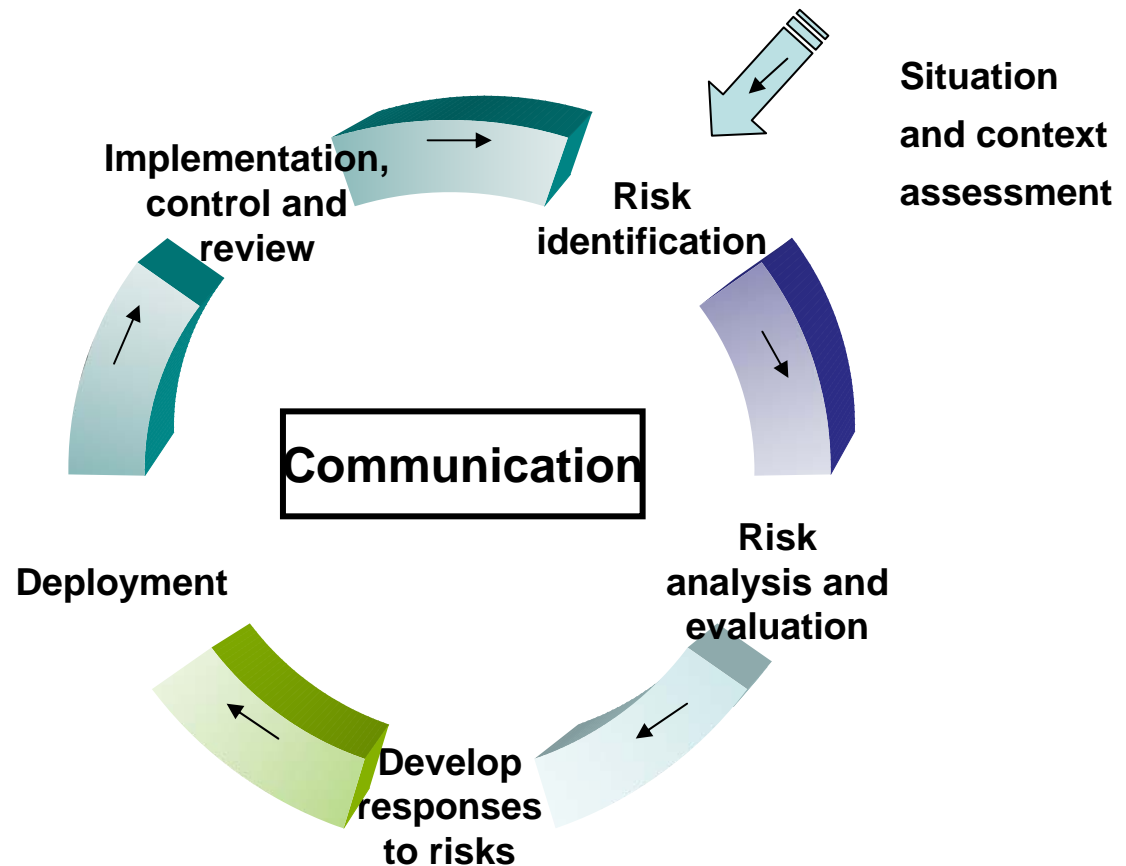 Situation
and context
assessment
Implementation,
control and
review
Risk
identification
Communication
Risk
analysis and
evaluation
Deployment
Develop
responses
to risks